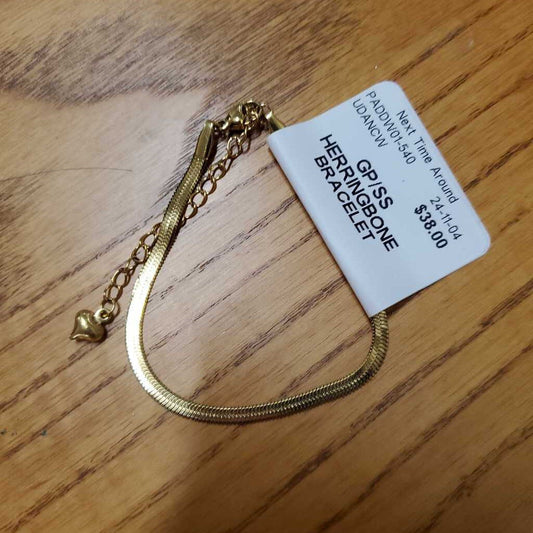 Next Time Around
PADDW01-540 24-11-04
UDANCW $38.00
GP/SS
HERRINGBONE
BRACELET